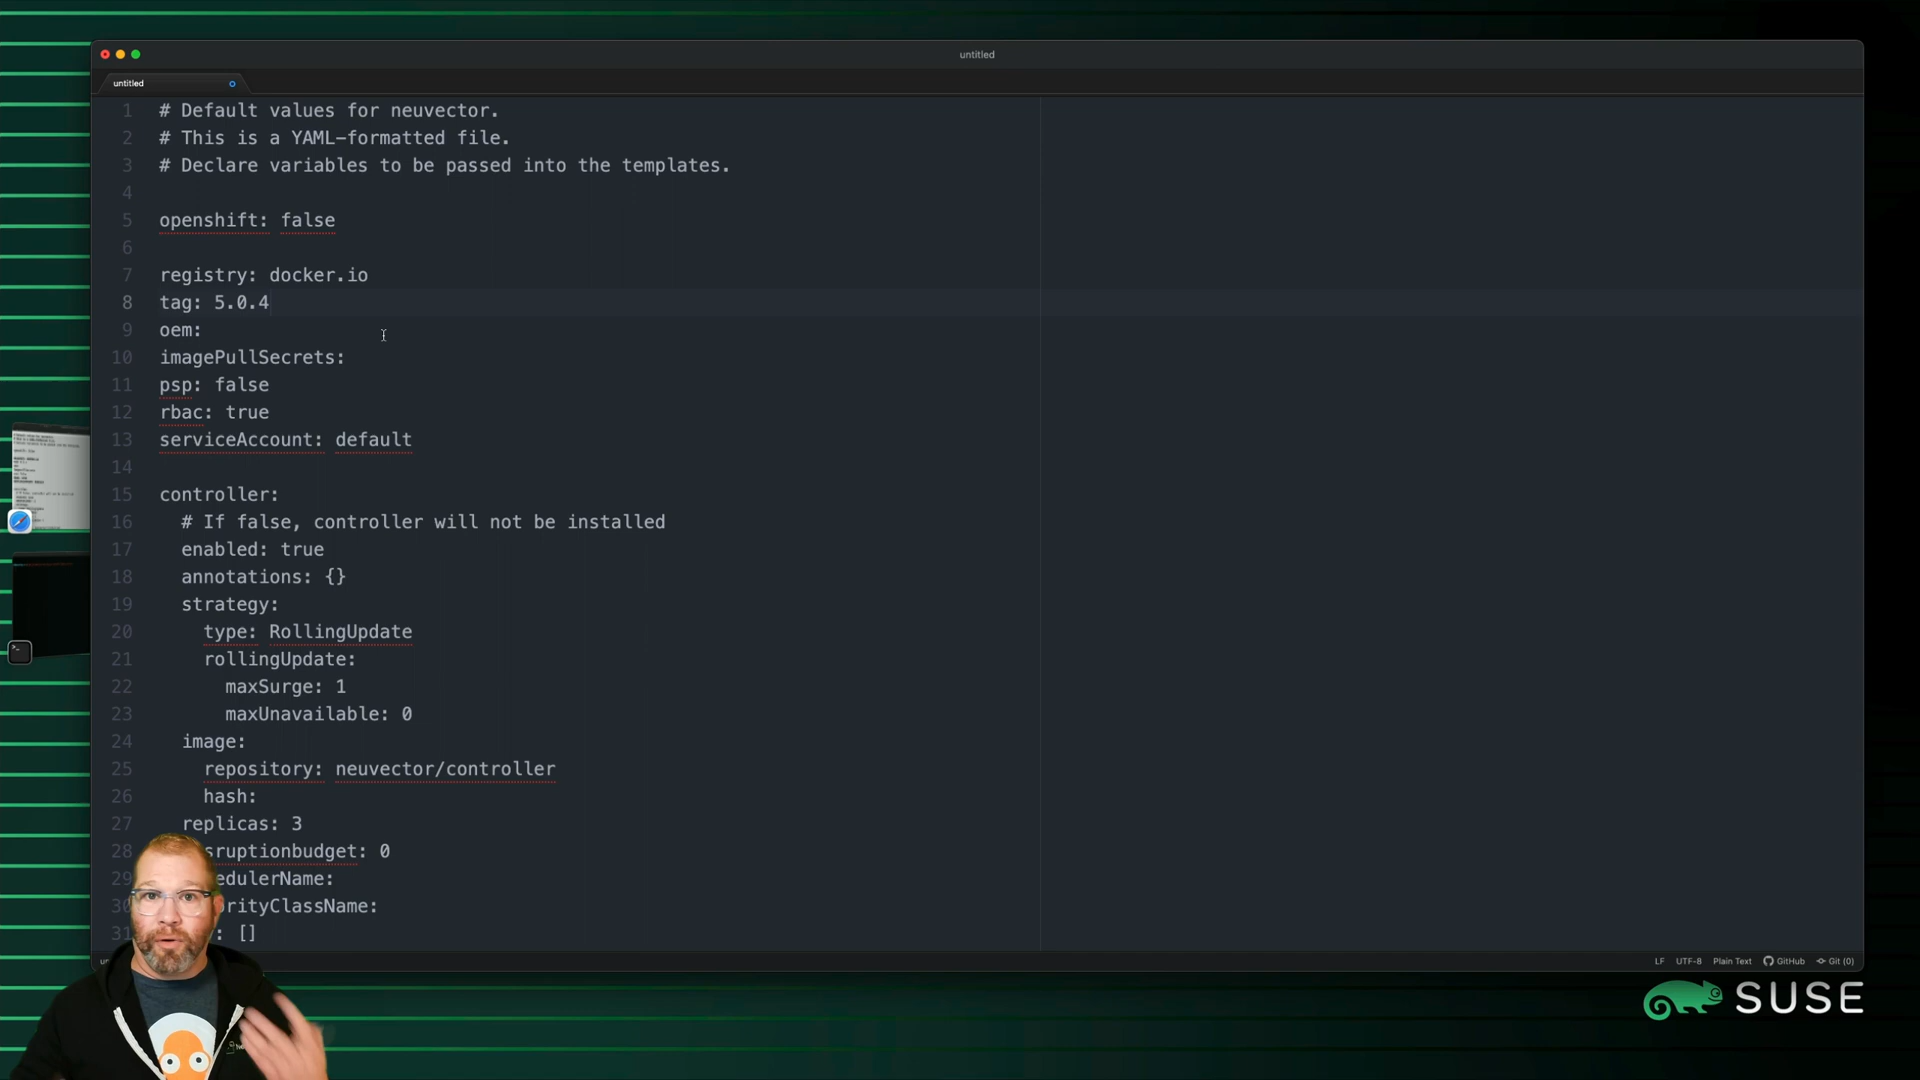 untitled
untitled
1 # Default values for neuvector.
2 # This is a YAML-formatted file.
3 # Declare variables to be passed into the templates.
4
5 openshift: false
6
7 registry: docker.io
8 tag: 5.0.4
9 oem:
10 imagePullSecrets:
11 psp: false
12 rbac: true
13 serviceAccount: default
14
15 controller:
16 # If false, controller will not be installed
17 enabled: true
18 annotations: {}
19 strategy:
20 type: RollingUpdate
21 rollingUpdate:
22 maxSurge: 1
23 maxUnavailable: 0
24 image:
25 repository: neuvector/controller
26 hash:
27 replicas: 3
28 sruptionbudget: 0
29 edulerName:
30 rityClassName:
31 : []
LF UTF-8 Plain Text GitHub Git (0)
SUSE